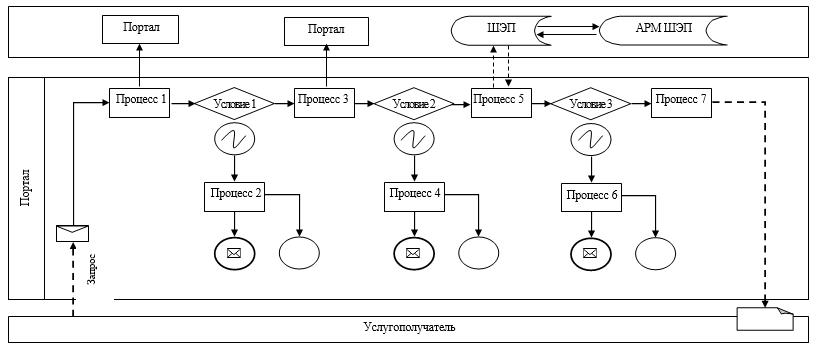 Портал
Портал
ШЭП
АРМ ШЭП
Процесс 1
Условие 1
Процесс 3
Условие 2
Процесс 5
Условие 3
Процесс 7
Процесс 2
Процесс 4
Процесс 6
Портал
Запрос
Услугополучатель